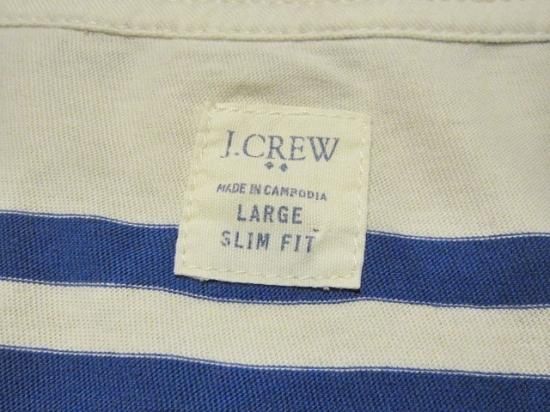 J.CREW
MADE IN CAMBODIA
LARGE
SLIM FIT